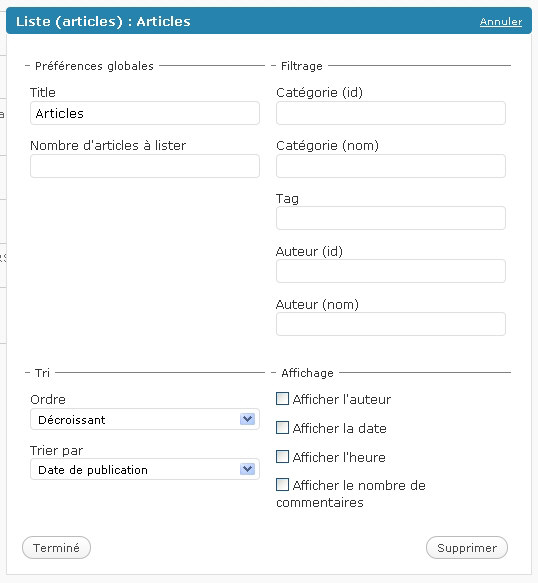 Liste (articles) : Articles
Annuler
Préférences globales
Title
Articles
Nombre d'articles à lister
Filtrage
Catégorie (id)
Catégorie (nom)
Tag
Auteur (id)
Auteur (nom)
Tri
Ordre
Décroissant
Trier par
Date de publication
Affichage
Afficher l'auteur
Afficher la date
Afficher l'heure
Afficher le nombre de
commentaires
Terminé
Supprimer